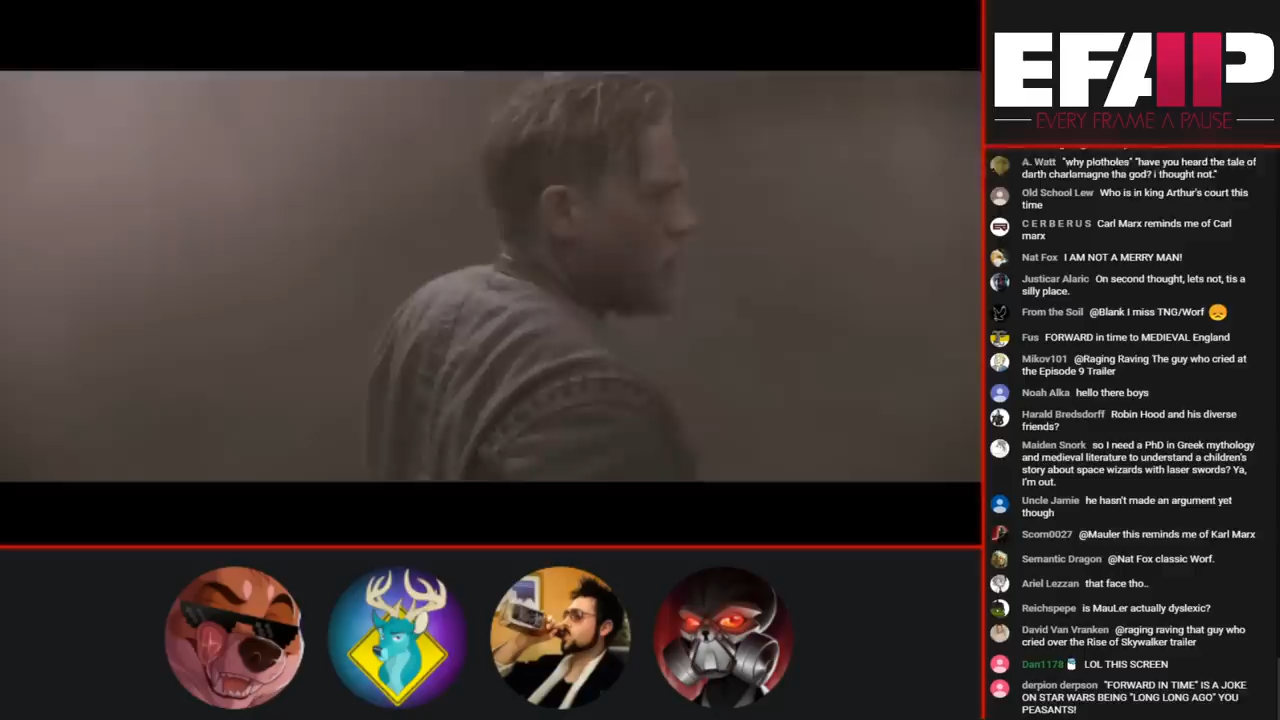 EFAP
EVERY FRAME A PAUSE
A. Watt "why plotholes" "have you heard the tale of
darth charlamagne tha god? i thought not."
Old School Lew Who is in king Arthur's court this
time
C E R B E R U S Carl Marx reminds me of Carl
marx
Nat Fox I AM NOT A MERRY MAN!
Justicar Alaric On second thought, lets not, tis a
silly place.
From the Soil @Blank I miss TNG/Worf 😞
Fus FORWARD in time to MEDIEVAL England
Mikov101 @Raging Raving The guy who cried at
the Episode 9 Trailer
Noah Alka hello there boys
Harald Bredsdorff Robin Hood and his diverse
friends?
Maiden Snork so I need a PhD in Greek mythology
and medieval literature to understand a children's
story about space wizards with laser swords? Ya,
I'm out.
Uncle Jamie he hasn't made an argument yet
though
Scorn0027 @Mauler this reminds me of Karl Marx
Semantic Dragon @Nat Fox classic Worf.
Ariel Lezzan that face tho..
Reichspepe is MauLer actually dyslexic?
David Van Vranken @raging raving that guy who
cried over the Rise of Skywalker trailer
Dan1178 LOL THIS SCREEN
derpion derpson "FORWARD IN TIME" IS A JOKE
ON STAR WARS BEING "LONG LONG AGO" YOU
PEASANTS!